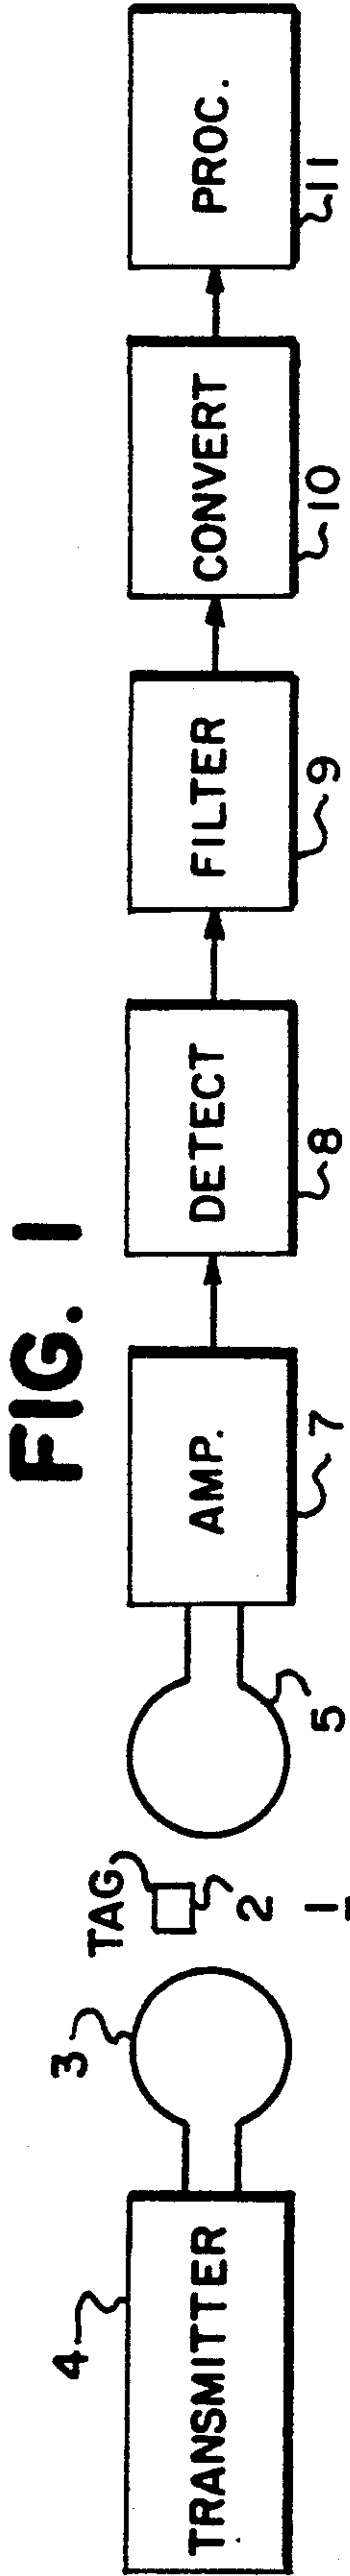 FIG. 1
4
TRANSMITTER
3
TAG
2
1
5
AMP.
7
DETECT
8
FILTER
9
CONVERT
10
PROC.
11